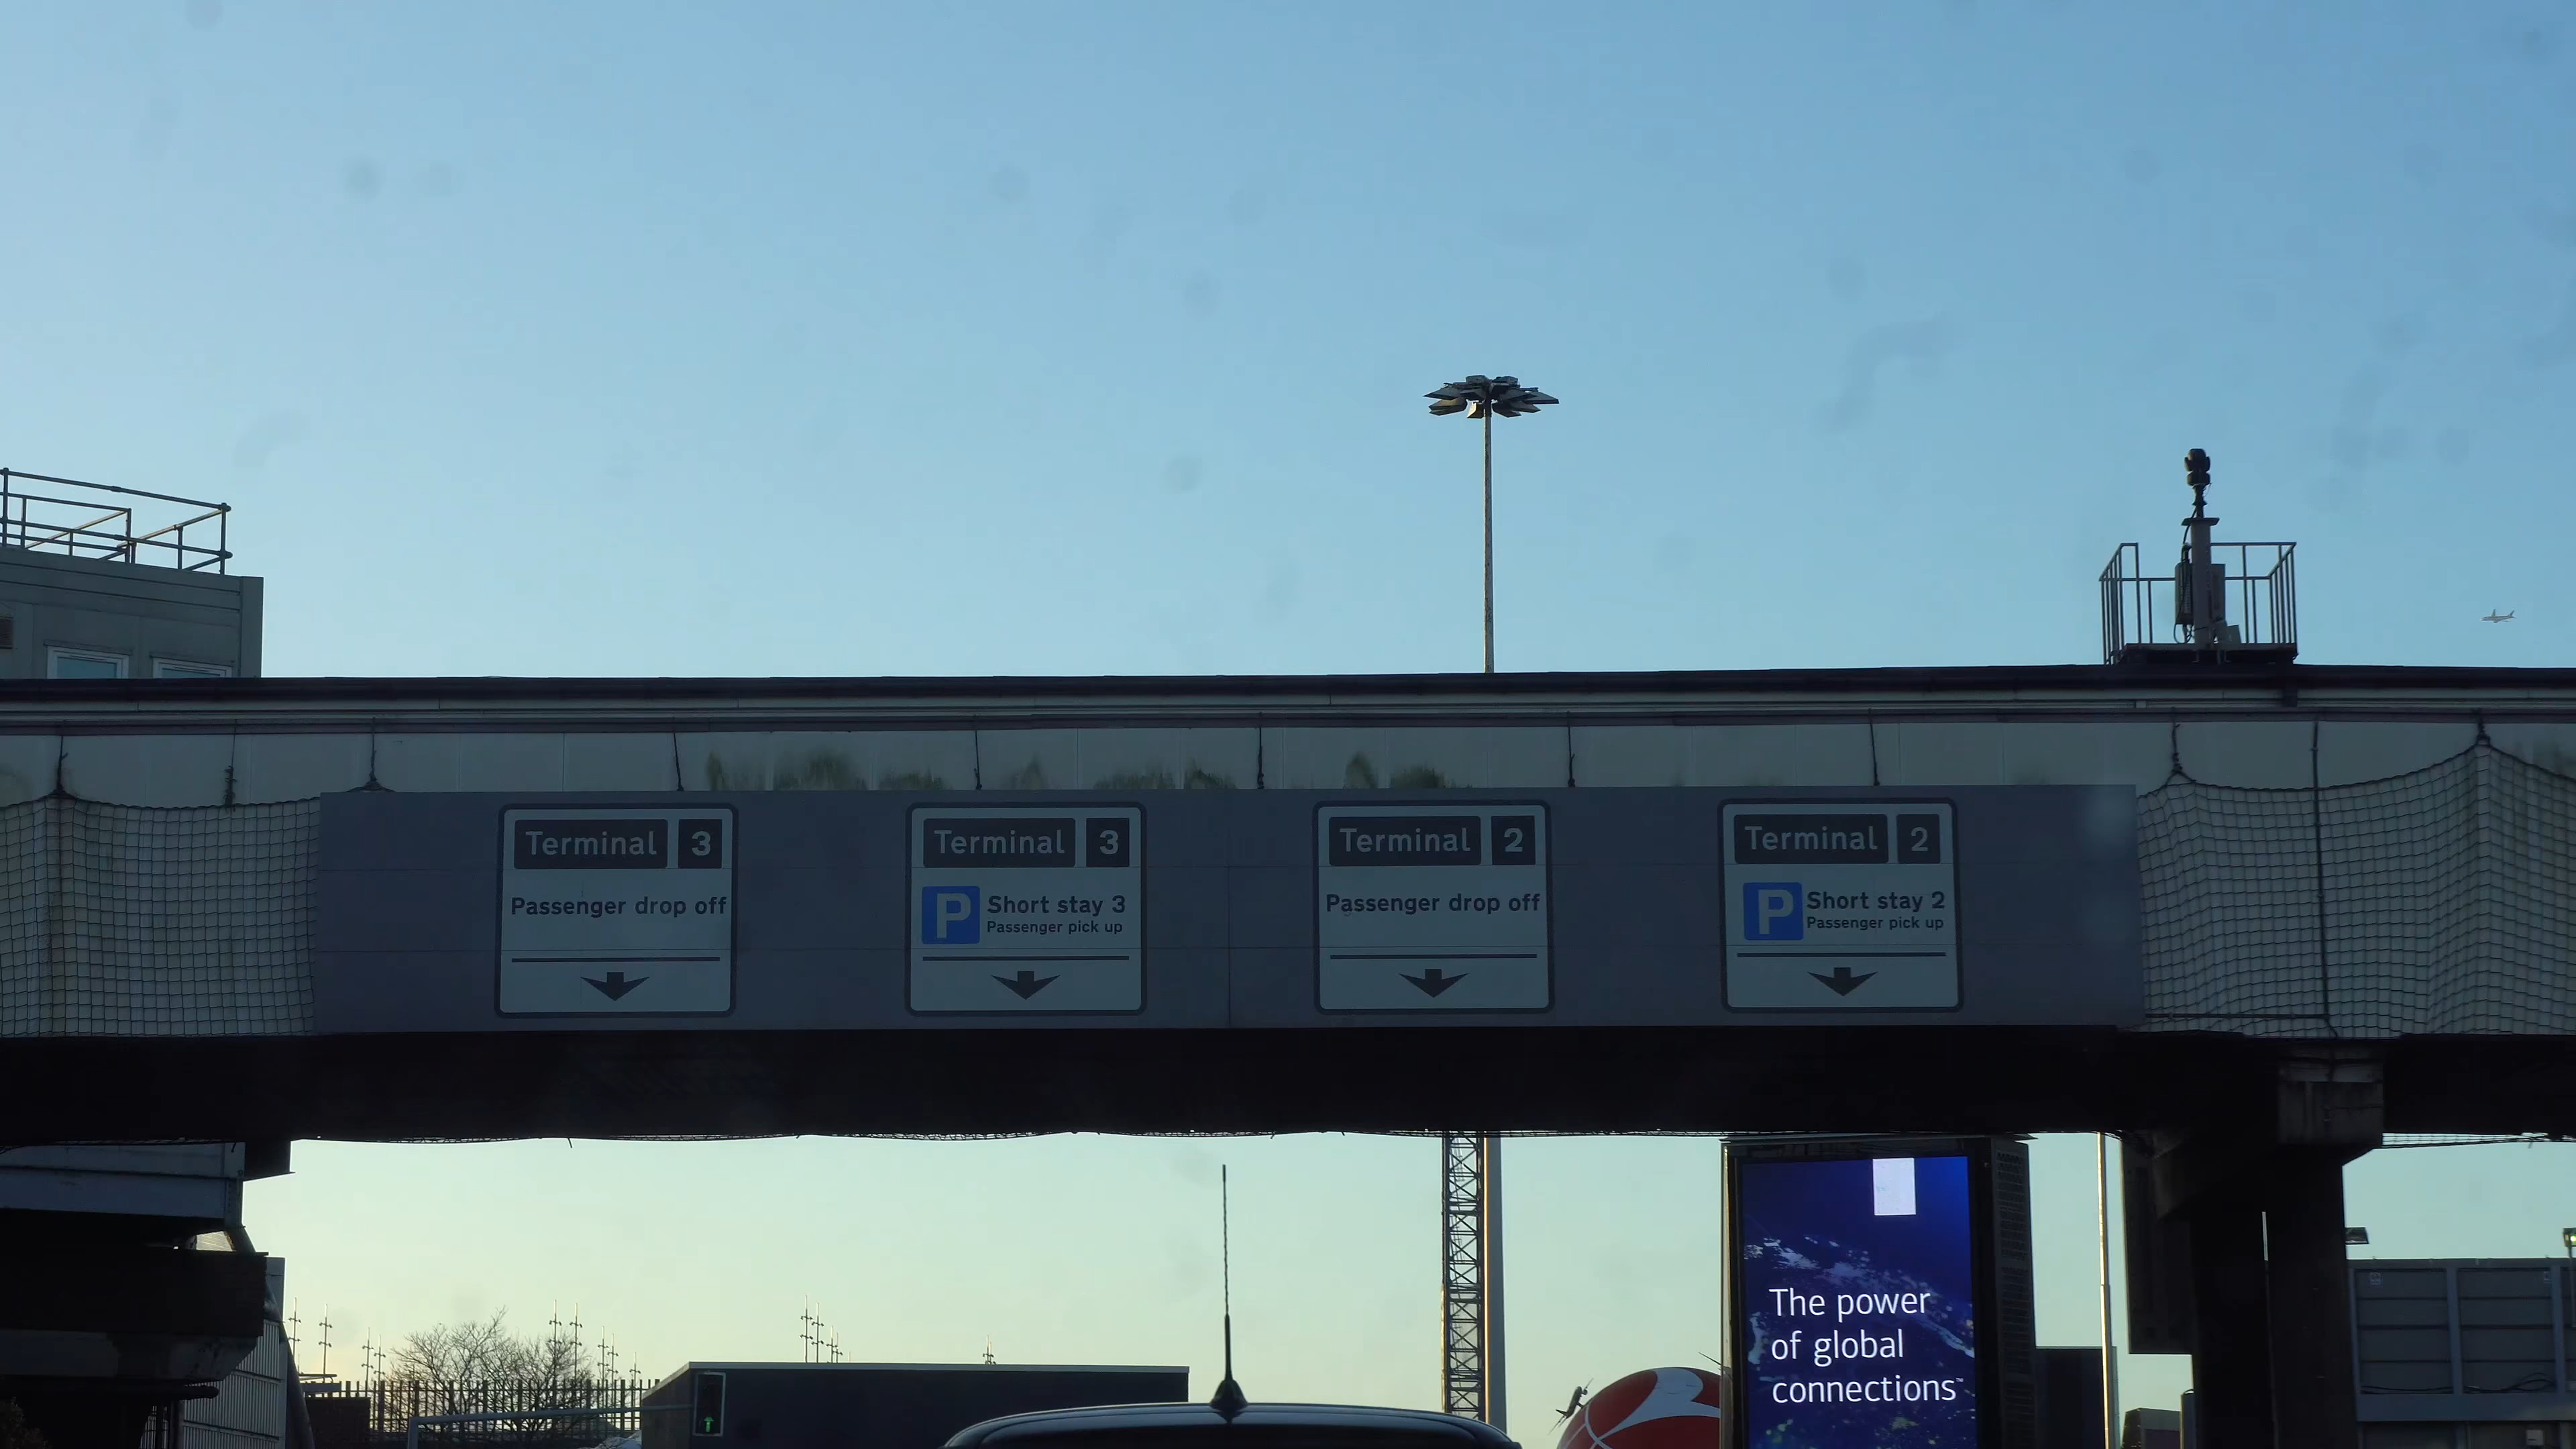 Terminal 3
Passenger drop off
Terminal 3
P Short stay 3
Passenger pick up
Terminal 2
Passenger drop off
Terminal 2
P Short stay 2
Passenger pick up
The power
of global
connections™